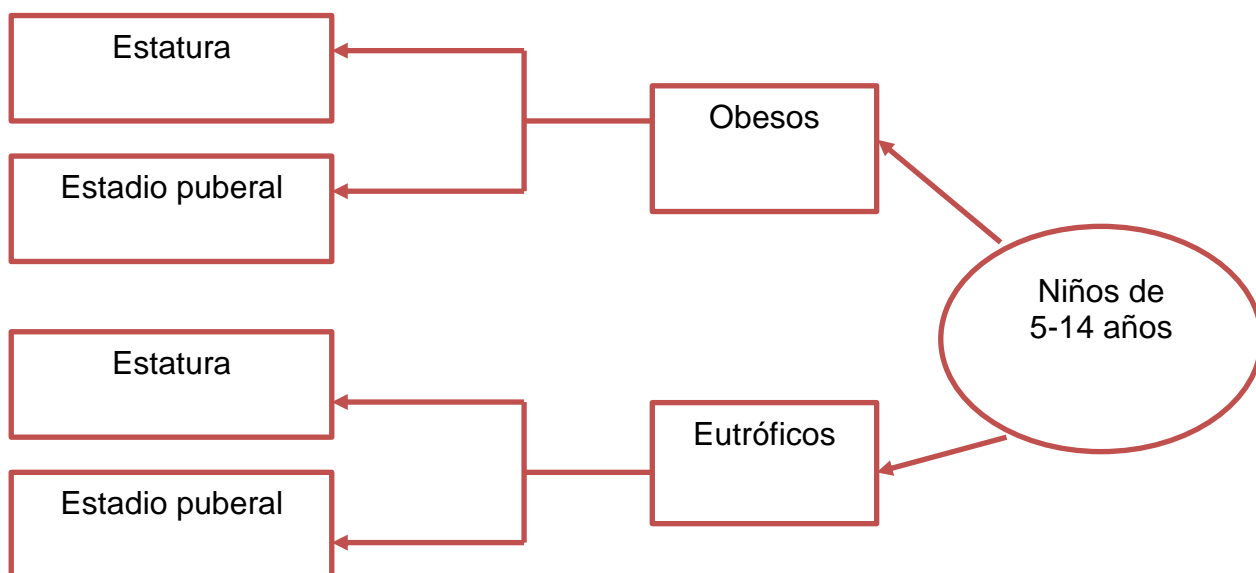 Estatura
Obesos
Estadio puberal
Niños de
5-14 años
Estatura
Eutróficos
Estadio puberal